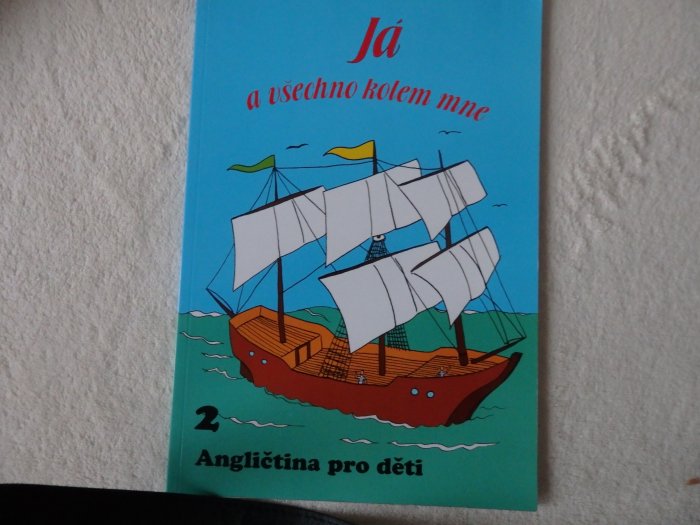 Já
a všechno kolem mne
2
Angličtina pro děti